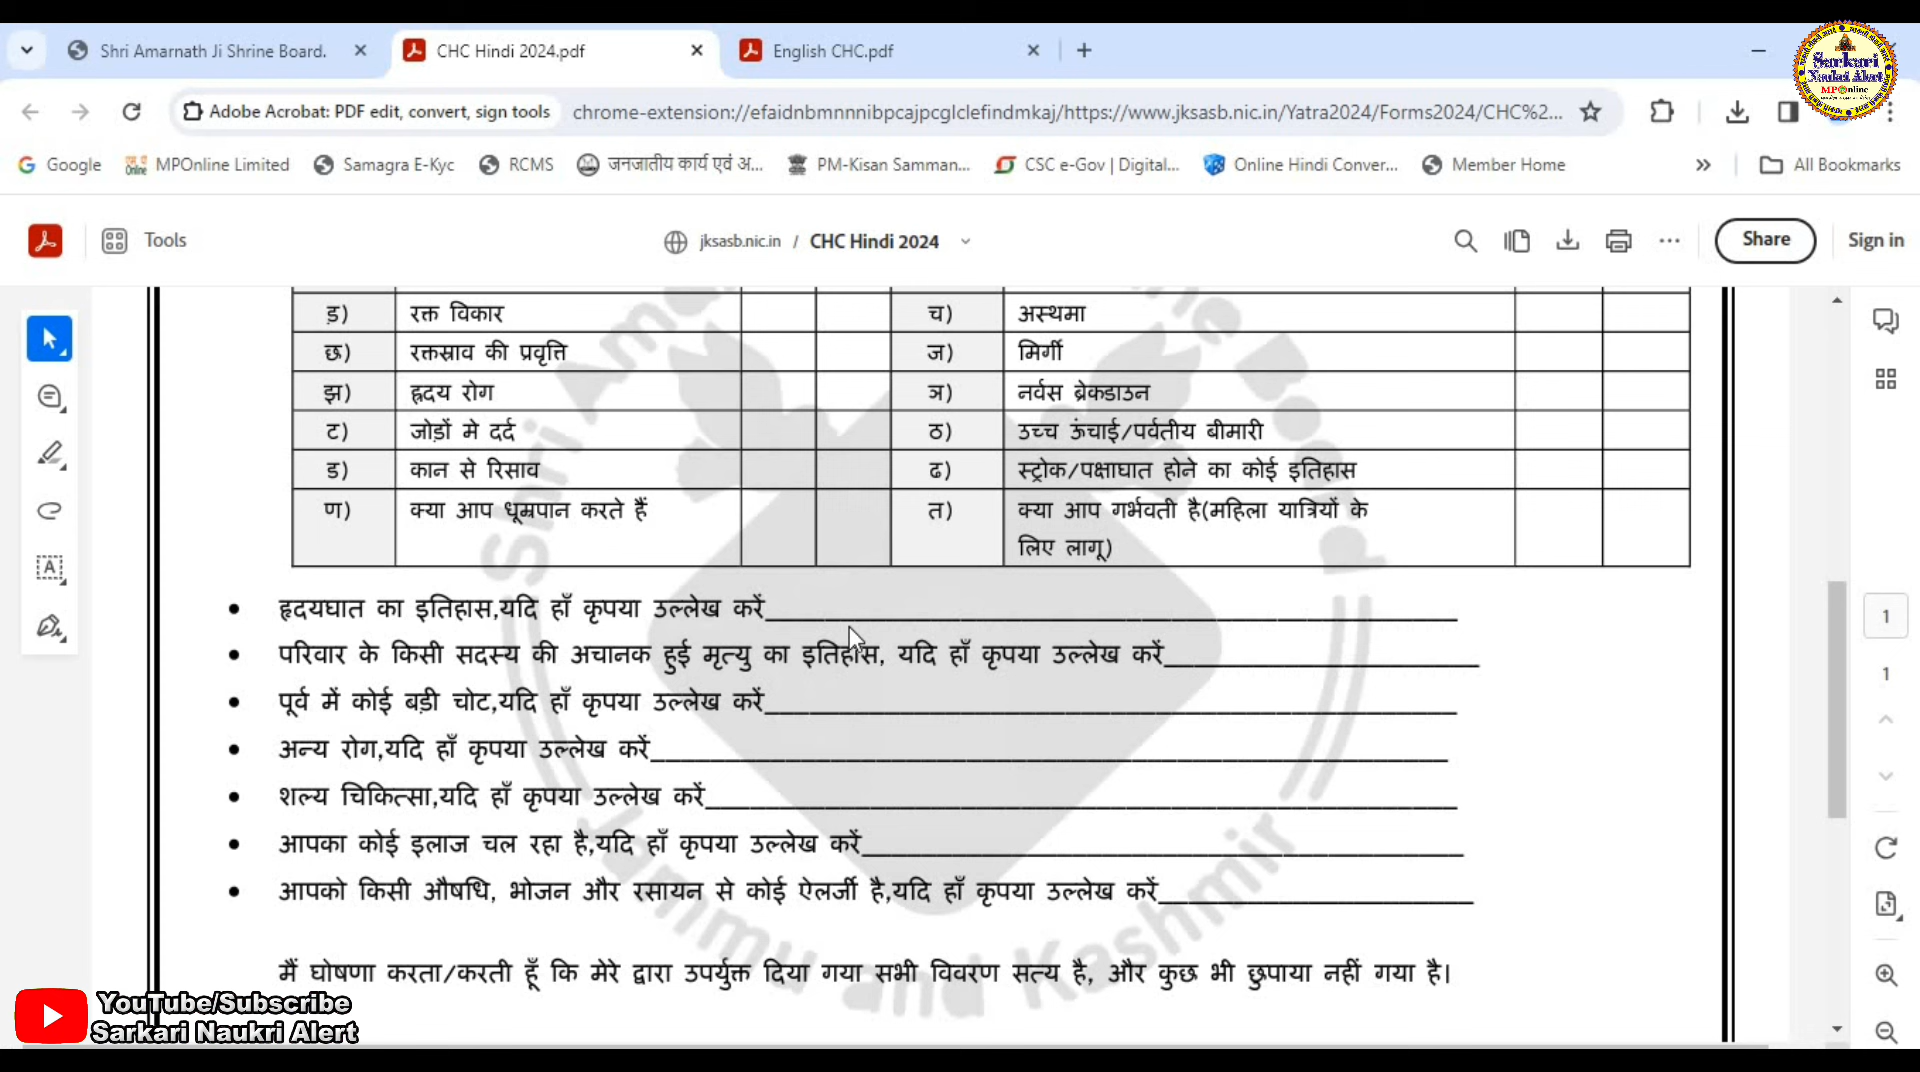 Shri Amarnath Ji Shrine Board.
CHC Hindi 2024.pdf
English CHC.pdf
Sarkari
Naukri Alert
MPOnline
Adobe Acrobat: PDF edit, convert, sign tools
chrome-extension://efaidnbmnnnibpcajpcglclefindmkaj/https://www.jksasb.nic.in/Yatra2024/Forms2024/CHC%2...
Google
MPOnline Limited
Samagra E-Kyc
RCMS
जनजातीय कार्य एवं अ...
PM-Kisan Samman...
CSC e-Gov | Digital...
Online Hindi Conver...
Member Home
All Bookmarks
Tools
jksasb.nic.in / CHC Hindi 2024
Share
Sign in
ड़) रक्त विकार च) अस्थमा
छ) रक्तस्राव की प्रवृत्ति ज) मिर्गी
झ) ह्रदय रोग ञ) नर्वस ब्रेकडाउन
ट) जोड़ों मे दर्द ठ) उच्च ऊंचाई/पर्वतीय बीमारी
ड) कान से रिसाव ढ) स्ट्रोक/पक्षाघात होने का कोई इतिहास
ण) क्या आप धूम्रपान करते हैं त) क्या आप गर्भवती है(महिला यात्रियों के
लिए लागू)
• हृदयघात का इतिहास,यदि हाँ कृपया उल्लेख करें
• परिवार के किसी सदस्य की अचानक हुई मृत्यु का इतिहास, यदि हाँ कृपया उल्लेख करें
• पूर्व में कोई बड़ी चोट,यदि हाँ कृपया उल्लेख करें
• अन्य रोग,यदि हाँ कृपया उल्लेख करें
• शल्य चिकित्सा,यदि हाँ कृपया उल्लेख करें
• आपका कोई इलाज चल रहा है,यदि हाँ कृपया उल्लेख करें
• आपको किसी औषधि, भोजन और रसायन से कोई ऐलर्जी है,यदि हाँ कृपया उल्लेख करें
मैं घोषणा करता/करती हूँ कि मेरे द्वारा उपर्युक्त दिया गया सभी विवरण सत्य है, और कुछ भी छुपाया नहीं गया है।
Jammu and Kashmir
1
1
YouTube/Subscribe
Sarkari Naukri Alert